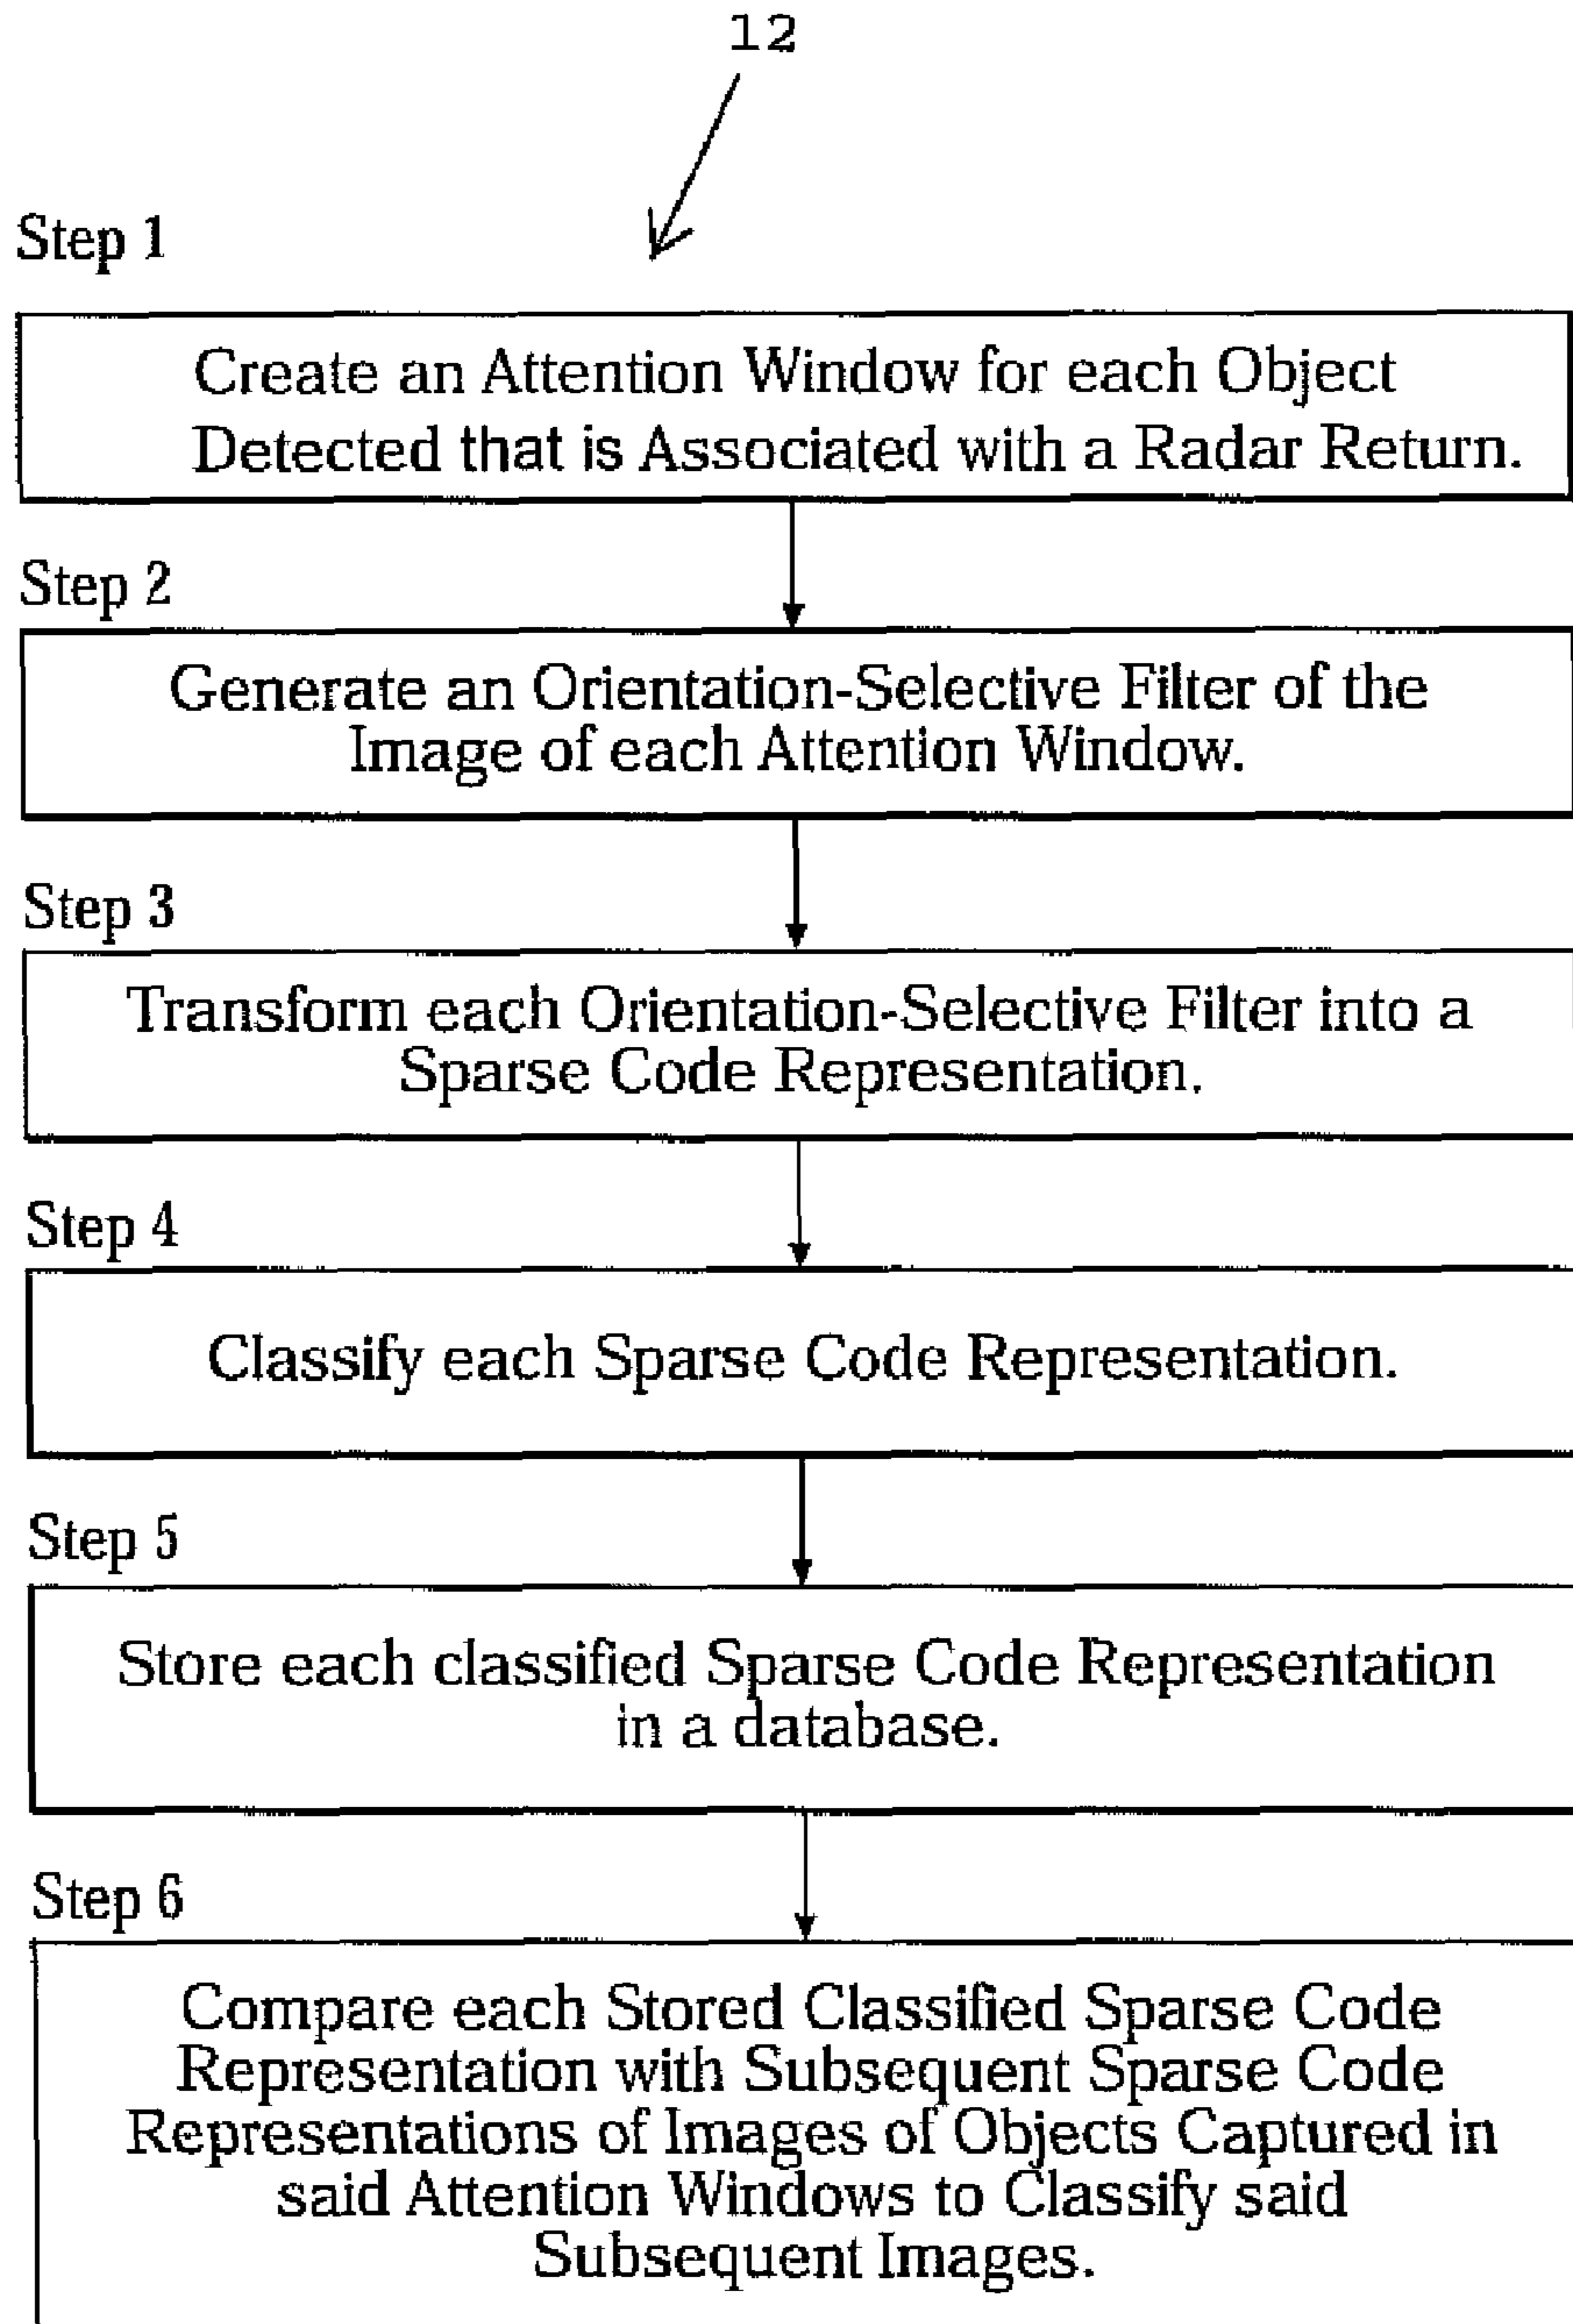 12
Step 1
Create an Attention Window for each Object
Detected that is Associated with a Radar Return.
Step 2
Generate an Orientation-Selective Filter of the
Image of each Attention Window.
Step 3
Transform each Orientation-Selective Filter into a
Sparse Code Representation.
Step 4
Classify each Sparse Code Representation.
Step 5
Store each classified Sparse Code Representation
in a database.
Step 6
Compare each Stored Classified Sparse Code
Representation with Subsequent Sparse Code
Representations of Images of Objects Captured in
said Attention Windows to Classify said
Subsequent Images.